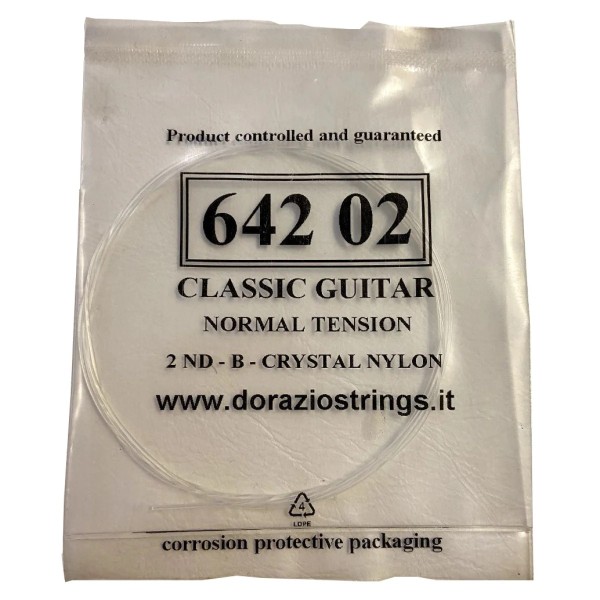 Product controlled and guaranteed
642 02
CLASSIC GUITAR
NORMAL TENSION
2 ND - B - CRYSTAL NYLON
www.doraziostrings.it
4
LDPE
corrosion protective packaging